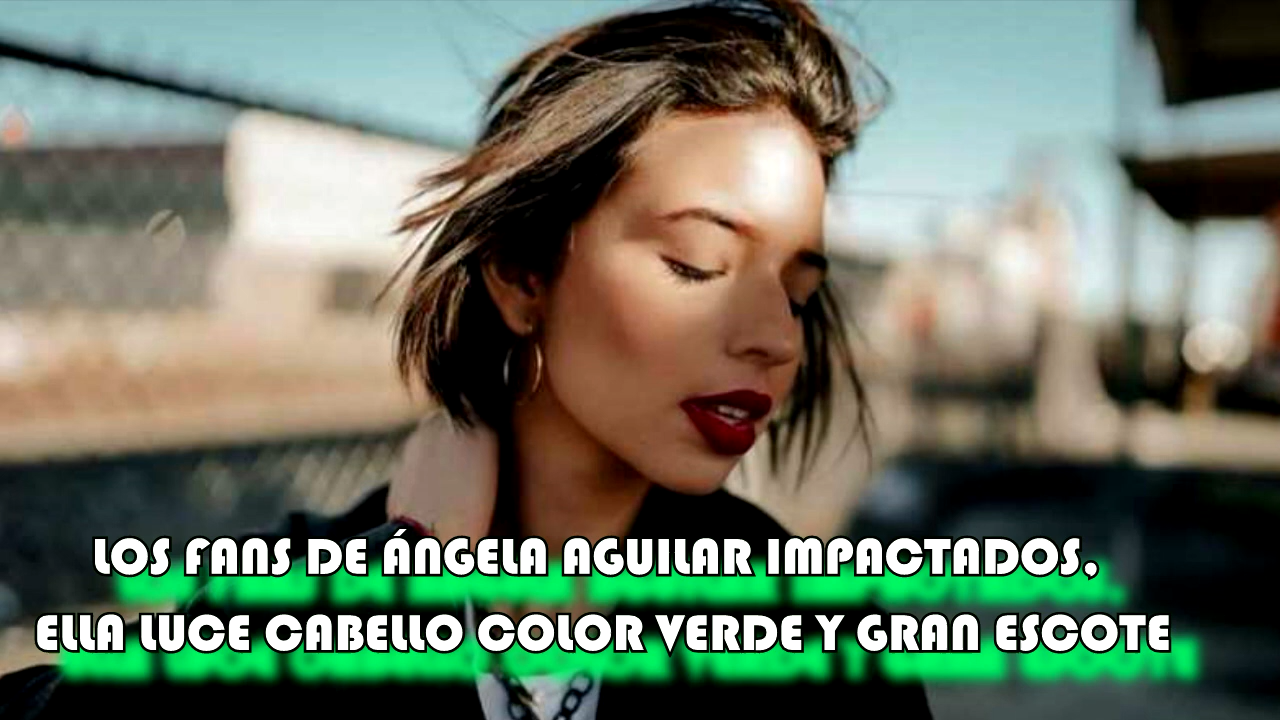 LOS FANS DE ÁNGELA AGUILAR IMPACTADOS,
ELLA LUCE CABELLO COLOR VERDE Y GRAN ESCOTE